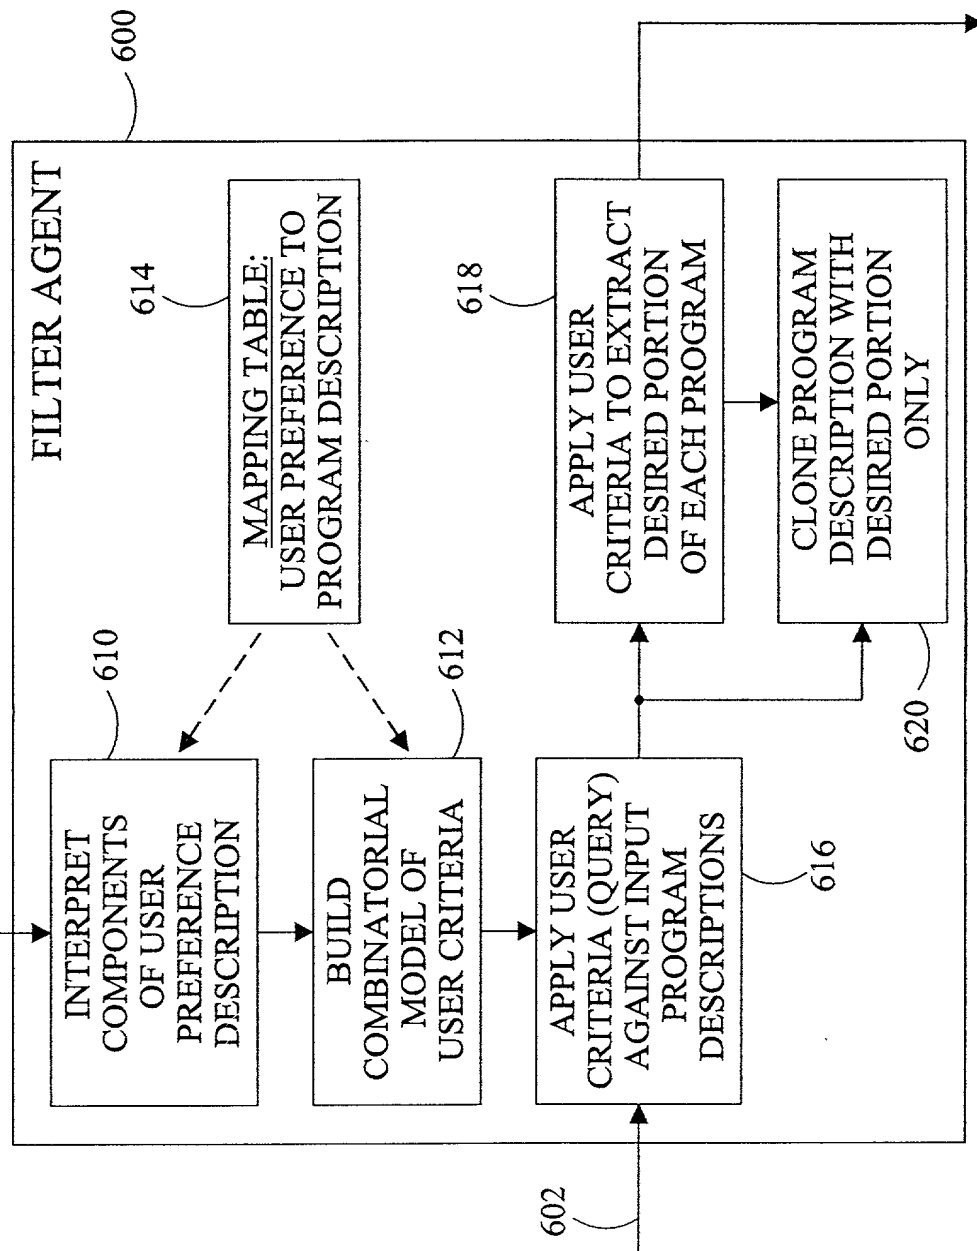 FILTER AGENT
600
INTERPRET
COMPONENTS
OF USER
PREFERENCE
DESCRIPTION
610
MAPPING TABLE:
USER PREFERENCE TO
PROGRAM DESCRIPTION
614
BUILD
COMBINATORIAL
MODEL OF
USER CRITERIA
612
APPLY USER
CRITERIA (QUERY)
AGAINST INPUT
PROGRAM
DESCRIPTIONS
616
602
APPLY USER
CRITERIA TO EXTRACT
DESIRED PORTION
OF EACH PROGRAM
618
CLONE PROGRAM
DESCRIPTION WITH
DESIRED PORTION
ONLY
620